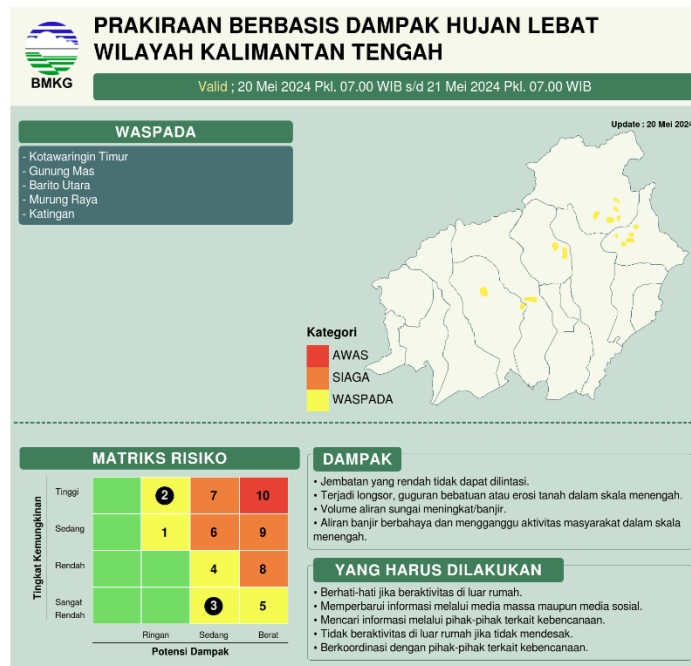 PRAKIRAAN BERBASIS DAMPAK HUJAN LEBAT
WILAYAH KALIMANTAN TENGAH
BMKG
Valid ; 20 Mei 2024 Pkl. 07.00 WIB s/d 21 Mei 2024 Pkl. 07.00 WIB
WASPADA
- Kotawaringin Timur
- Gunung Mas
- Barito Utara
- Murung Raya
- Katingan
Update : 20 Mei 2024
Kategori
AWAS
SIAGA
WASPADA
MATRIKS RISIKO
Tingkat Kemungkinan
Tinggi
2
7
10
Sedang
1
6
9
Rendah
4
8
Sangat
Rendah
3
5
Ringan
Sedang
Berat
Potensi Dampak
DAMPAK
• Jembatan yang rendah tidak dapat dilintasi.
• Terjadi longsor, guguran bebatuan atau erosi tanah dalam skala menengah.
• Volume aliran sungai meningkat/banjir.
• Aliran banjir berbahaya dan mengganggu aktivitas masyarakat dalam skala
menengah.
YANG HARUS DILAKUKAN
• Berhati-hati jika beraktivitas di luar rumah.
• Memperbarui informasi melalui media massa maupun media sosial.
• Mencari informasi melalui pihak-pihak terkait kebencanaan.
• Tidak beraktivitas di luar rumah jika tidak mendesak.
• Berkoordinasi dengan pihak-pihak terkait kebencanaan.